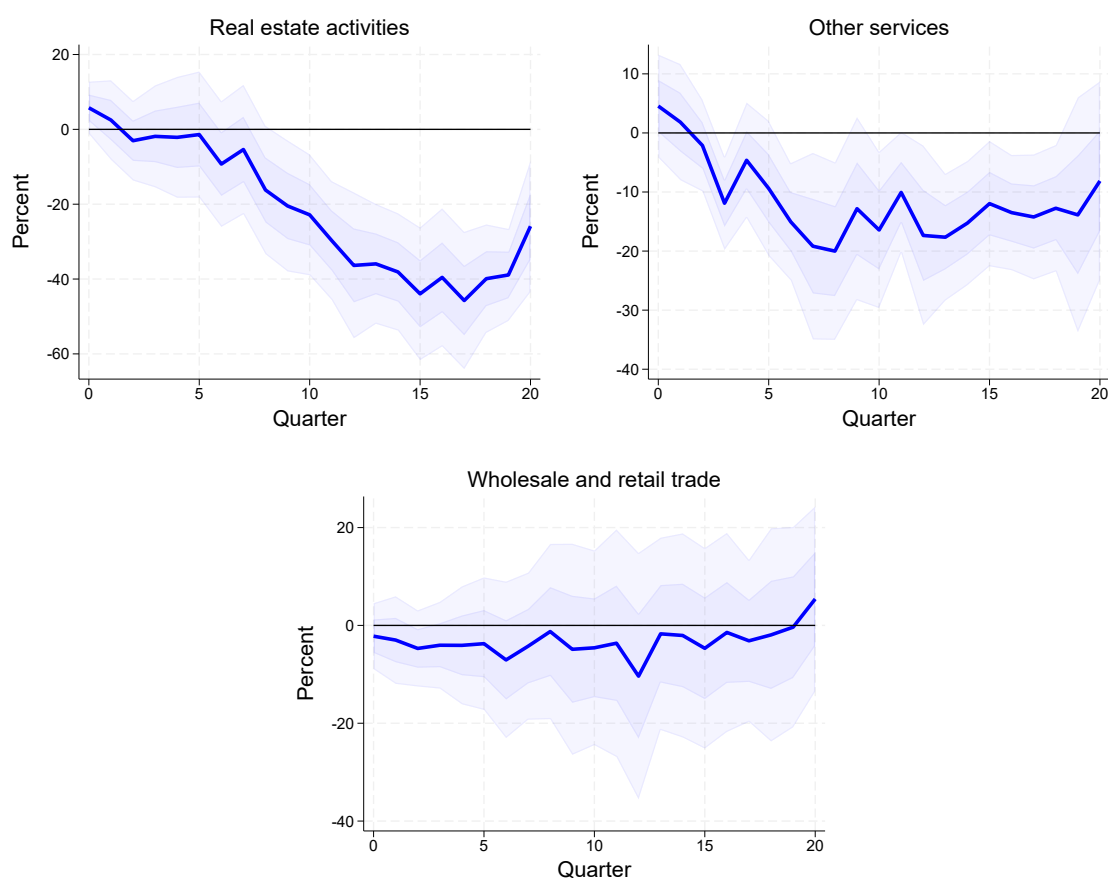 Real estate activities
Percent
20
0
-20
-40
-60
0 5 10 15 20
Quarter
Other services
Percent
10
0
-10
-20
-30
-40
0 5 10 15 20
Quarter
Wholesale and retail trade
Percent
20
0
-20
-40
0 5 10 15 20
Quarter